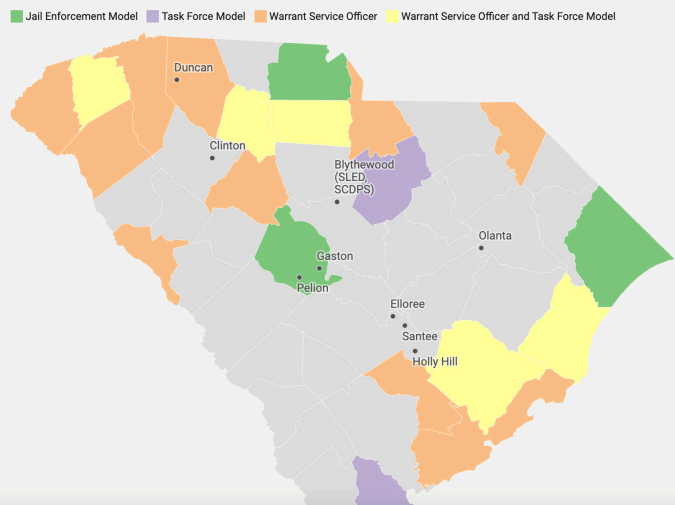 Jail Enforcement Model Task Force Model Warrant Service Officer Warrant Service Officer and Task Force Model
Duncan
Clinton
Blythewood
(SLED,
SCDPS)
Olanta
Gaston
Pelion
Elloree
Santee
Holly Hill